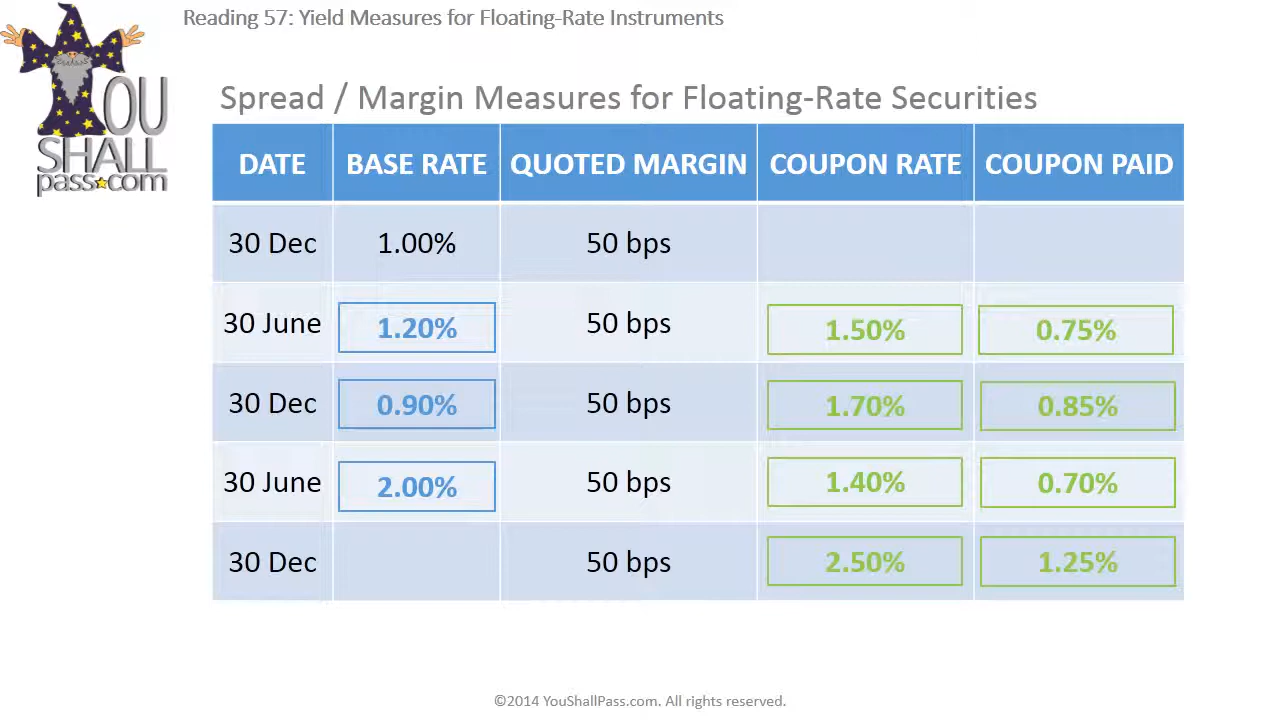 Reading 57: Yield Measures for Floating-Rate Instruments
YOU
SHALL
pass.com
Spread / Margin Measures for Floating-Rate Securities
DATE BASE RATE QUOTED MARGIN COUPON RATE COUPON PAID
30 Dec 1.00% 50 bps
30 June 1.20% 50 bps 1.50% 0.75%
30 Dec 0.90% 50 bps 1.70% 0.85%
30 June 2.00% 50 bps 1.40% 0.70%
30 Dec 50 bps 2.50% 1.25%
©2014 YouShallPass.com. All rights reserved.